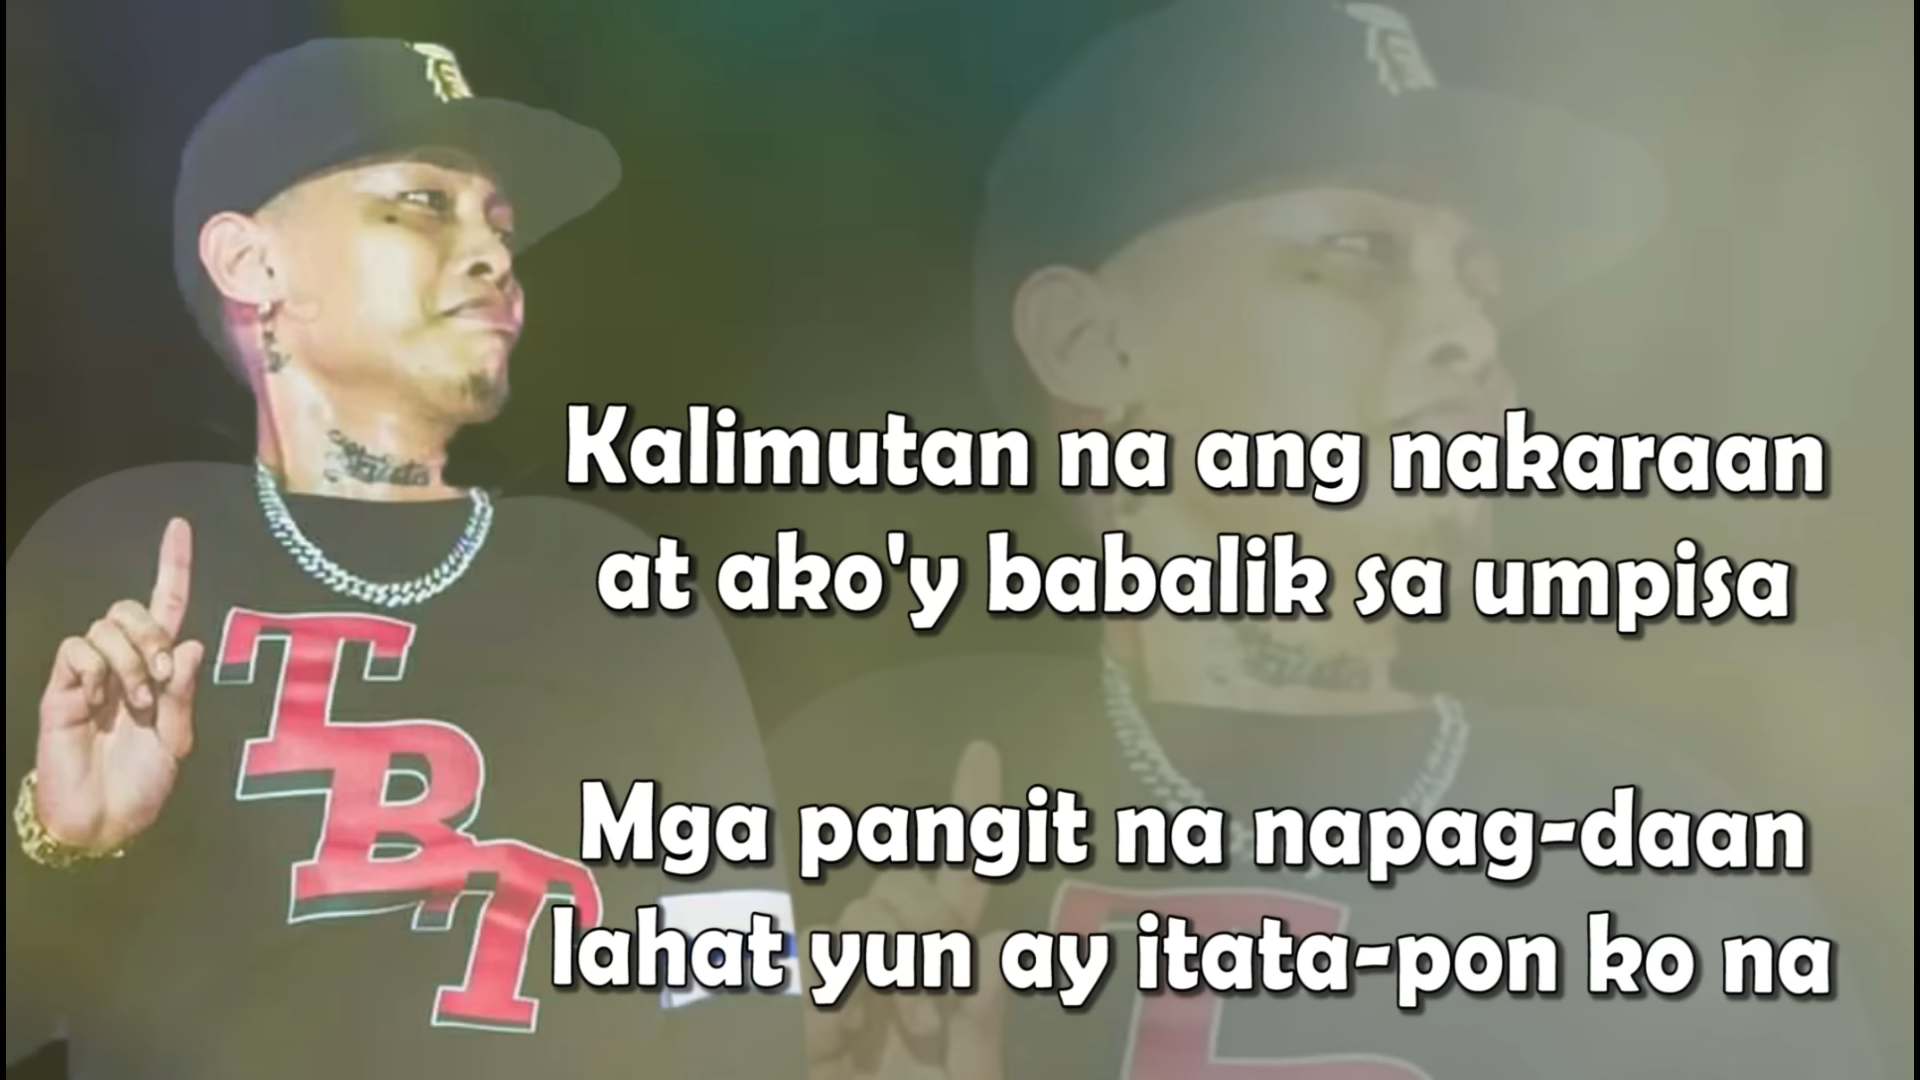 Kalimutan na ang nakaraan
at ako'y babalik sa umpisa
Mga pangit na napag-daan
lahat yun ay itata-pon ko na
TBT